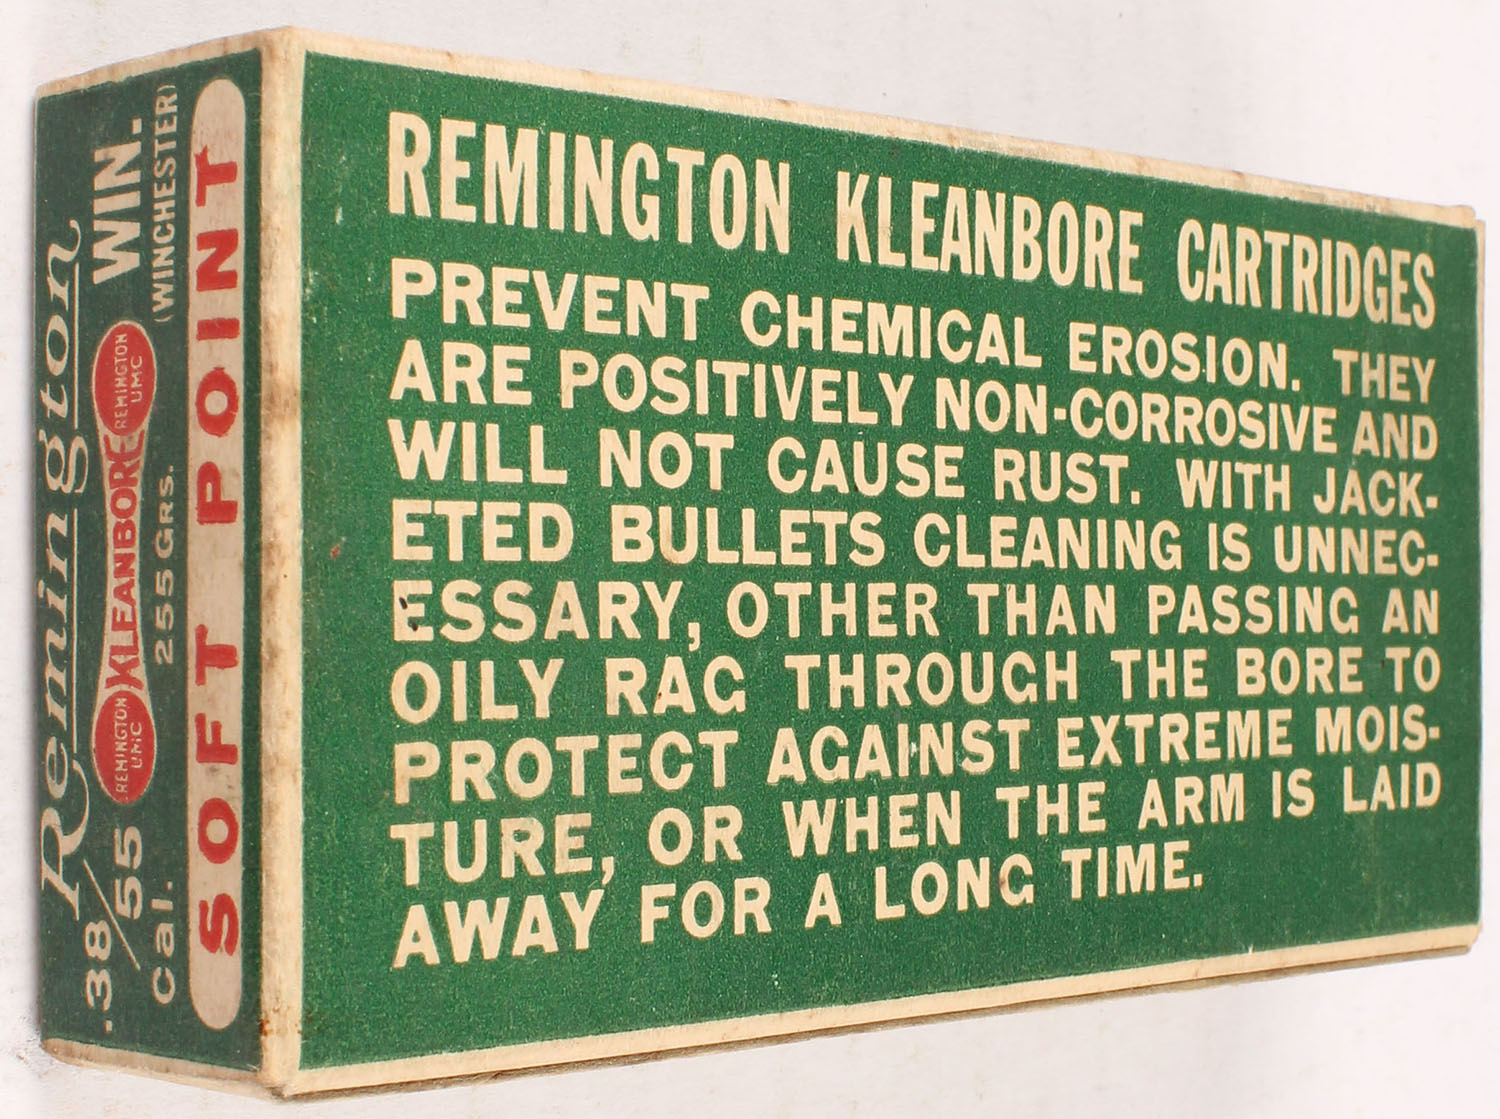 Remington
.38/55 WIN.
Cal. (WINCHESTER)
REMINGTON UMC KLEANBORE REMINGTON UMC
255 GRS.
SOFT POINT
REMINGTON KLEANBORE CARTRIDGES
PREVENT CHEMICAL EROSION. THEY
ARE POSITIVELY NON-CORROSIVE AND
WILL NOT CAUSE RUST. WITH JACK-
ETED BULLETS CLEANING IS UNNEC-
ESSARY, OTHER THAN PASSING AN
OILY RAG THROUGH THE BORE TO
PROTECT AGAINST EXTREME MOIS-
TURE, OR WHEN THE ARM IS LAID
AWAY FOR A LONG TIME.